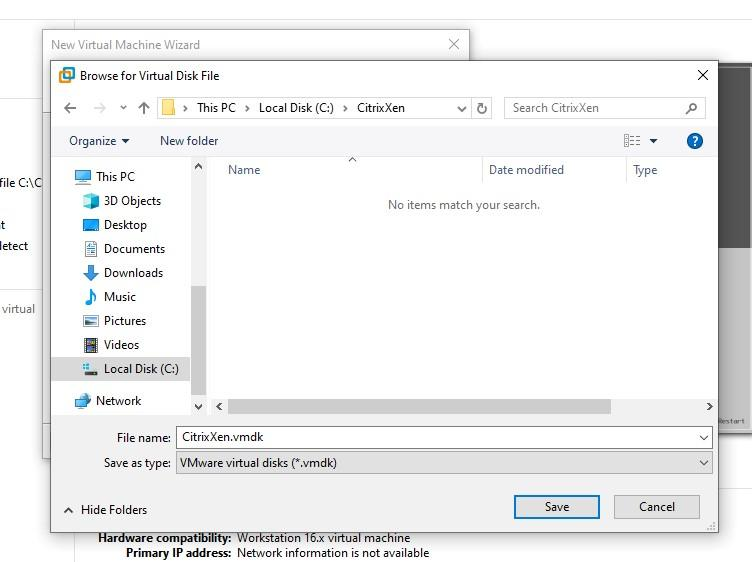 New Virtual Machine Wizard
Browse for Virtual Disk File
This PC > Local Disk (C:) > CitrixXen
Search CitrixXen
Organize
New folder
Name
Date modified
Type
No items match your search.
This PC
3D Objects
Desktop
Documents
Downloads
Music
Pictures
Videos
Local Disk (C:)
Network
file C:\C
etect
virtual
Restart
File name: CitrixXen.vmdk
Save as type: VMware virtual disks (*.vmdk)
Hide Folders
Save
Cancel
Hardware compatibility: Workstation 16.x virtual machine
Primary IP address: Network information is not available